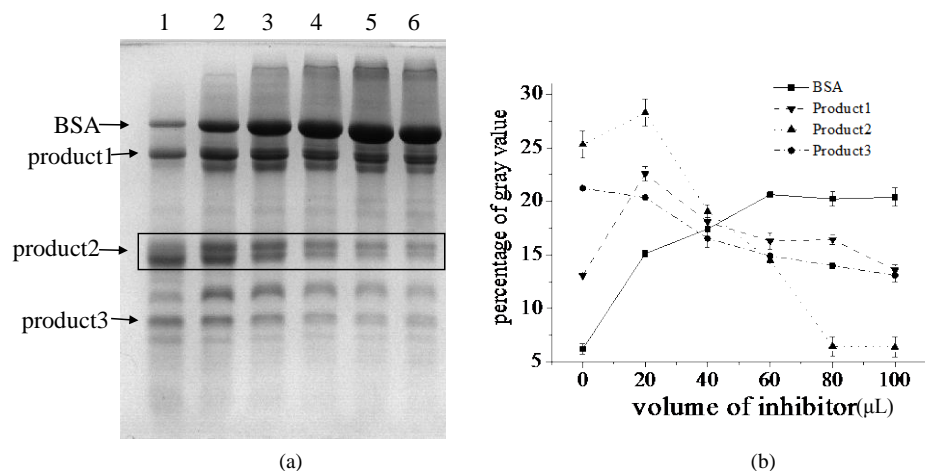 1 2 3 4 5 6
BSA
product1
product2
product3
(a)
percentage of gray value
30
25
20
15
10
5
BSA
Product1
Product2
Product3
0 20 40 60 80 100
volume of inhibitor(μL)
(b)